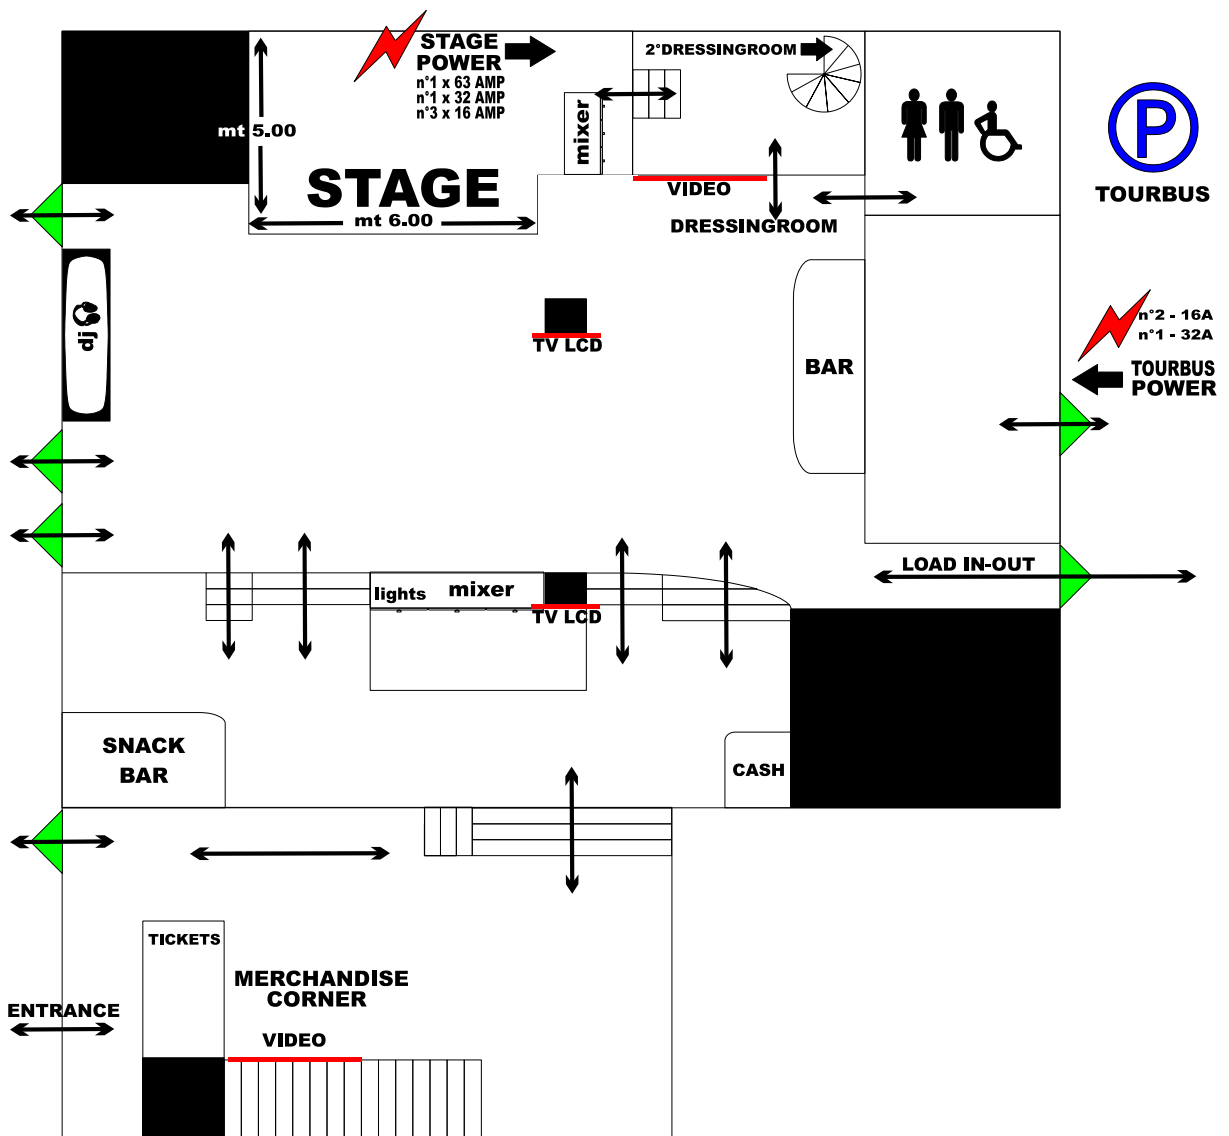 STAGE
POWER
n°1 x 63 AMP
n°1 x 32 AMP
n°3 x 16 AMP
2°DRESSINGROOM
mt 5.00
mixer
STAGE
mt 6.00
VIDEO
DRESSINGROOM
P
TOURBUS
dj
TV LCD
BAR
n°2 - 16A
n°1 - 32A
TOURBUS
POWER
LOAD IN-OUT
lights
mixer
TV LCD
SNACK
BAR
CASH
TICKETS
MERCHANDISE
CORNER
ENTRANCE
VIDEO